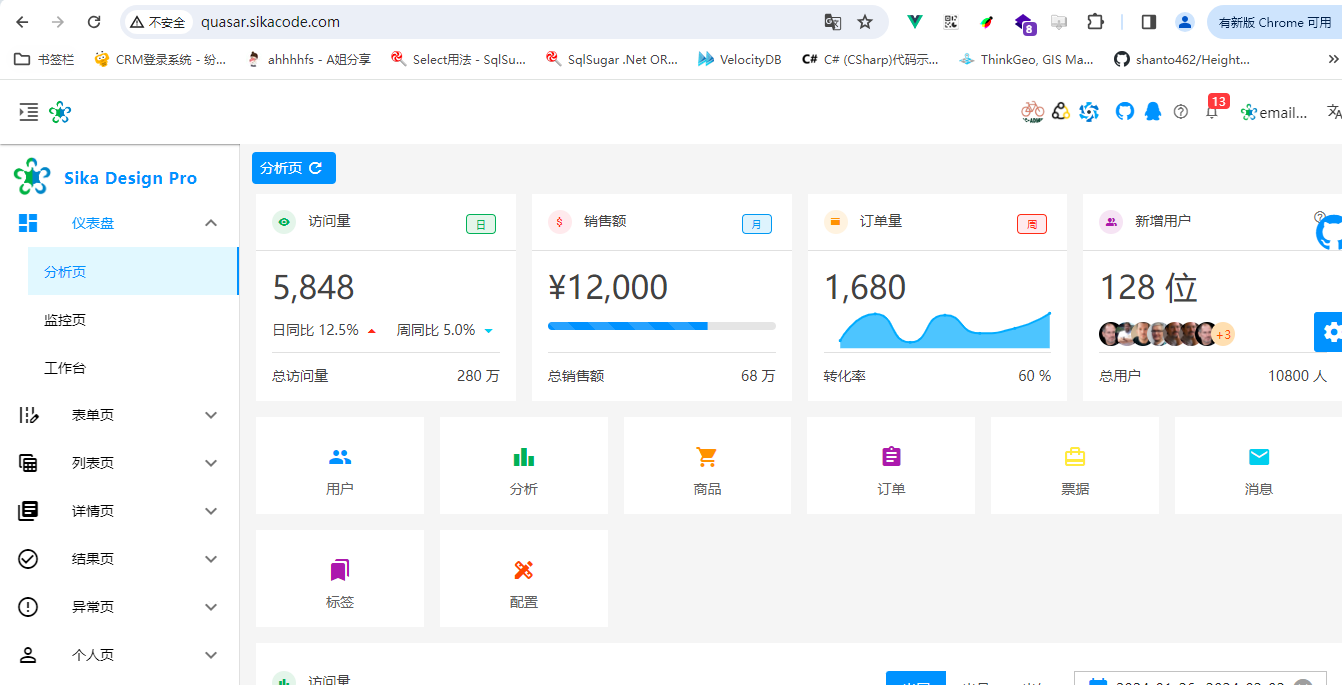 不安全 quasar.sikacode.com 8 有新版 Chrome 可用
书签栏 CRM登录系统 - 纷... ahhhhfs - A姐分享 Select用法 - SqlSu... SqlSugar .Net OR... VelocityDB C# C# (CSharp)代码示... ThinkGeo, GIS Ma... shanto462/Height...
13 email...
Sika Design Pro
仪表盘
分析页
监控页
工作台
表单页
列表页
详情页
结果页
异常页
个人页
分析页
访问量 日
5,848
日同比 12.5% 周同比 5.0%
总访问量 280 万
销售额 月
¥12,000
总销售额 68 万
订单量 周
1,680
转化率 60 %
新增用户
128 位
+3
总用户 10800 人
用户
分析
商品
订单
票据
消息
标签
配置
访问量